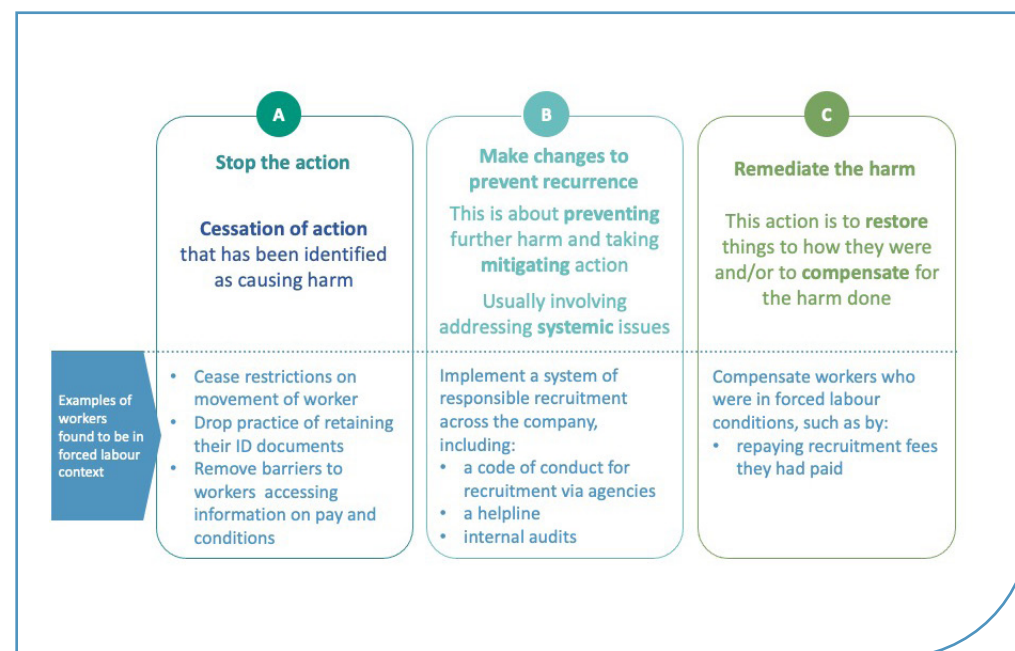 A
Stop the action
Cessation of action
that has been identified
as causing harm
B
Make changes to
prevent recurrence
This is about preventing
further harm and taking
mitigating action
Usually involving
addressing systemic issues
C
Remediate the harm
This action is to restore
things to how they were
and/or to compensate for
the harm done
Examples of
workers
found to be in
forced labour
context
• Cease restrictions on
movement of worker
• Drop practice of retaining
their ID documents
• Remove barriers to
workers accessing
information on pay and
conditions
Implement a system of
responsible recruitment
across the company,
including:
• a code of conduct for
recruitment via agencies
• a helpline
• internal audits
Compensate workers who
were in forced labour
conditions, such as by:
• repaying recruitment fees
they had paid